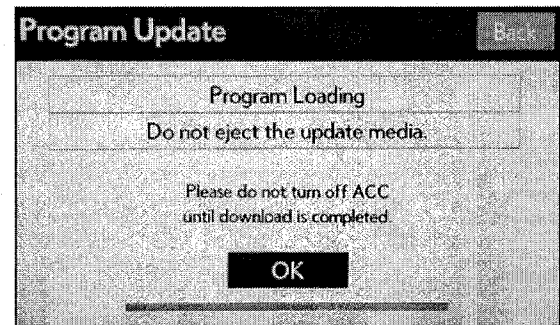 Program Update
Back
Program Loading
Do not eject the update media.
Please do not turn off ACC
until download is completed.
OK